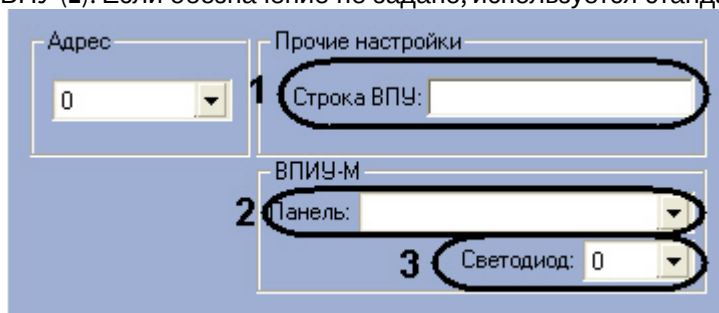 ВПУ (1). Если обозначение не задано, используется станда
Адрес
Прочие настройки
0
1
Строка ВПУ:
ВПИУ-М
2
Панель:
3
Светодиод: 0